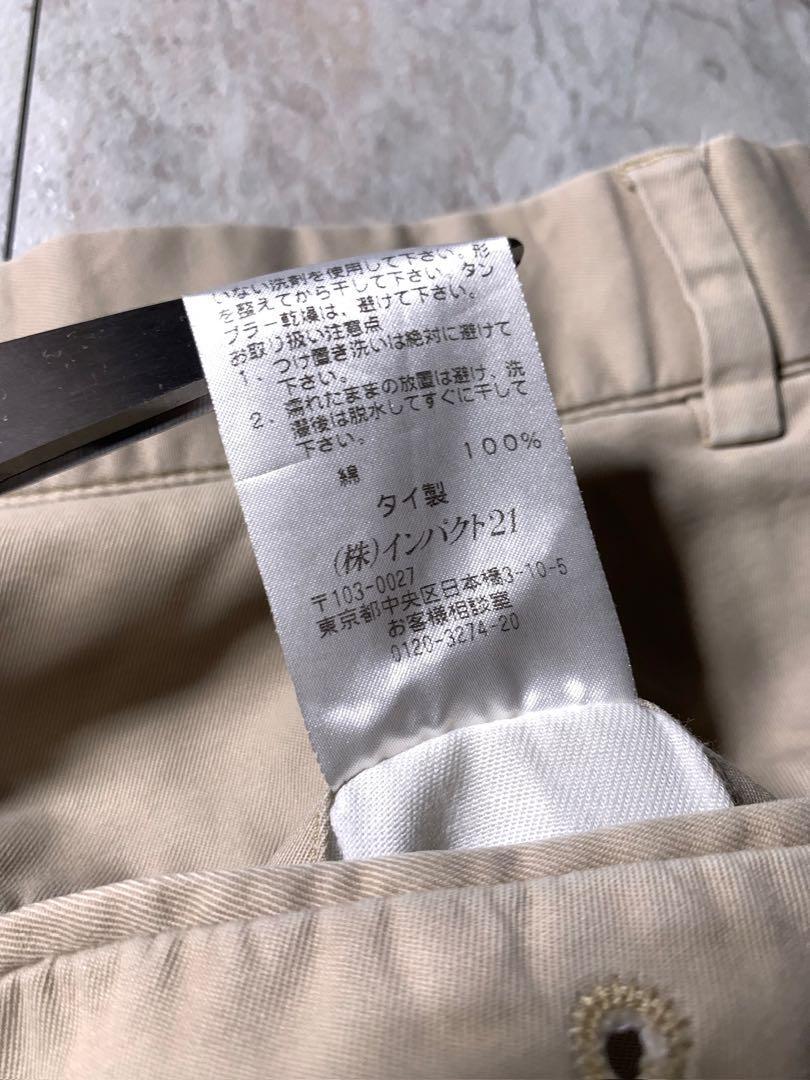 いない洗剤を使用して下さい。形
を整えてから干して下さい。タン
ブラー乾燥は、避けて下さい。
お取り扱い注意点
1、つけ置き洗いは絶対に避けて
下さい。
2、濡れたままの放置は避け、洗
濯後は脱水してすぐに干して
下さい。
綿 100%
タイ製
(株)インパクト21
〒103-0027
東京都中央区日本橋3-10-5
お客様相談室
0120-3274-20